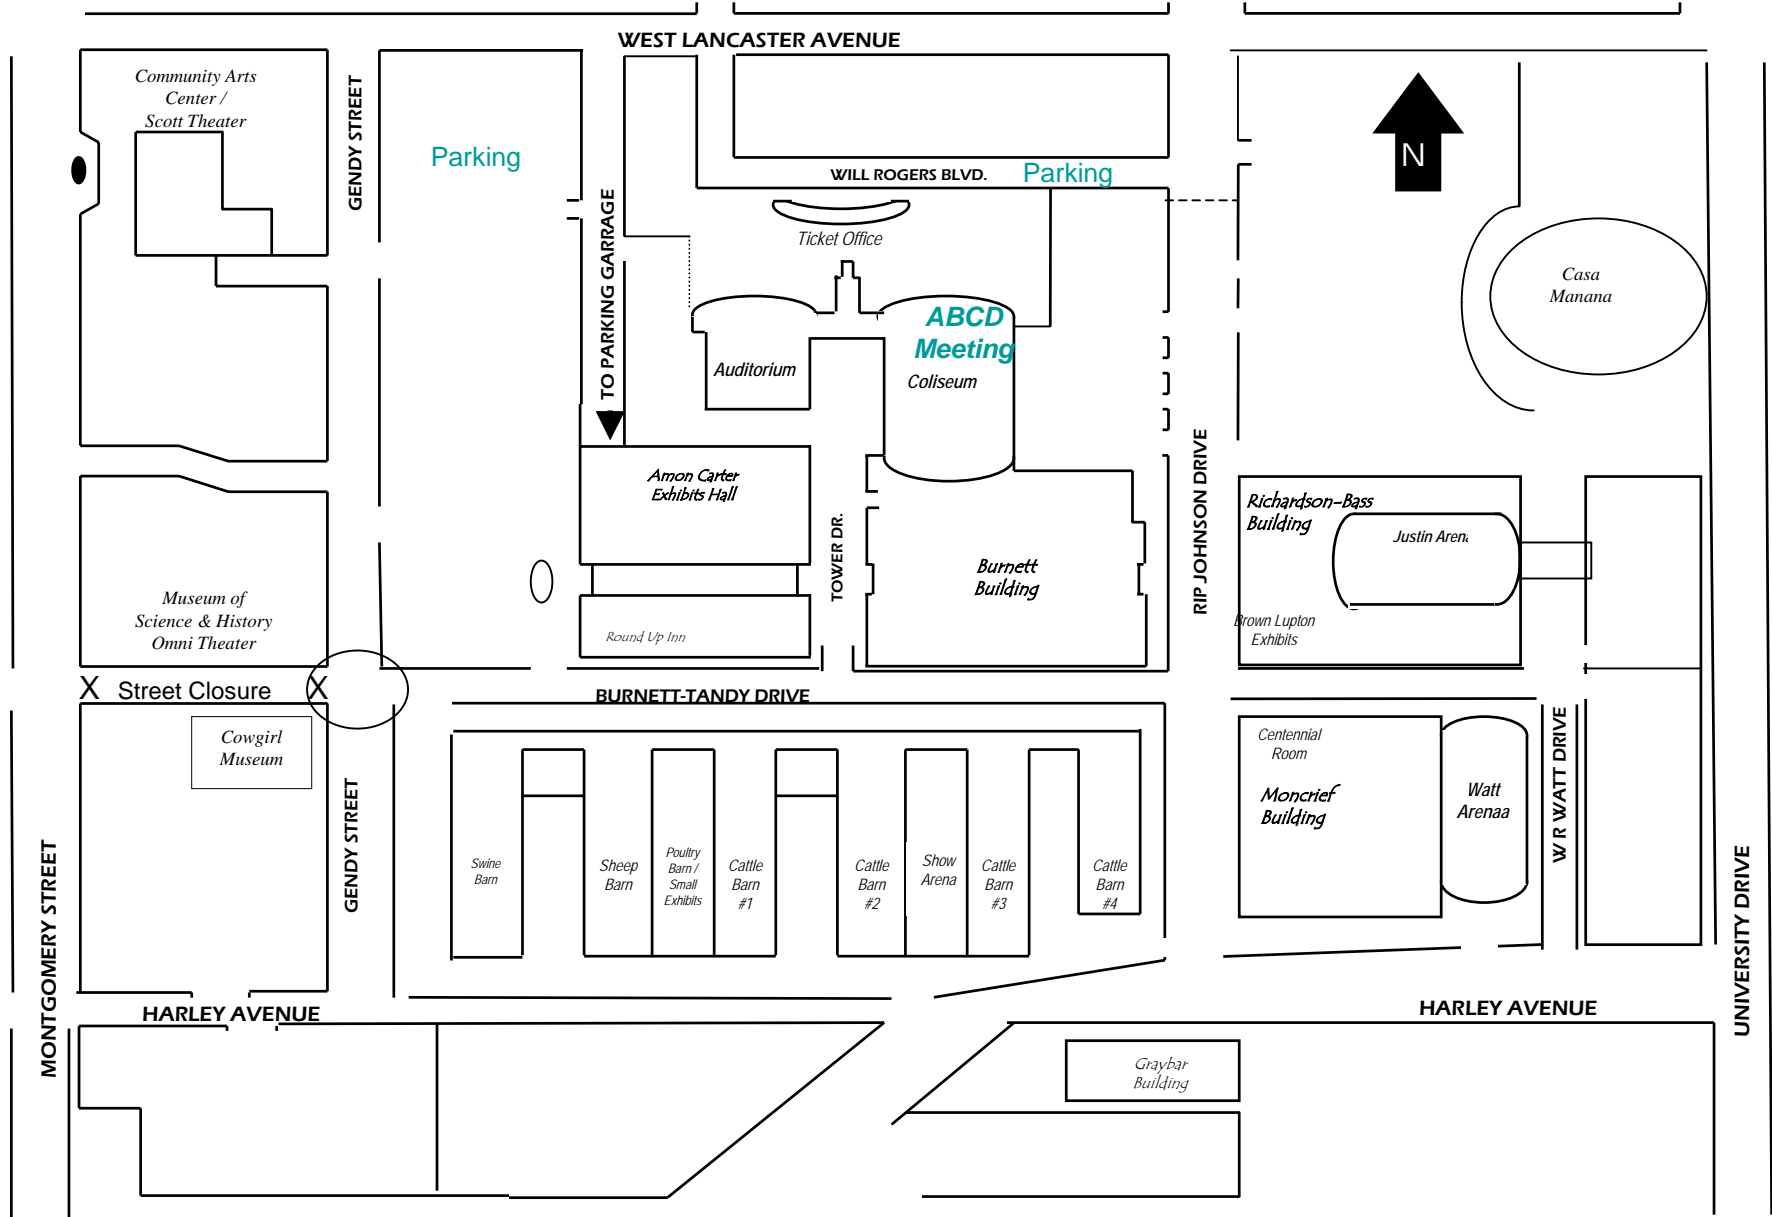 WEST LANCASTER AVENUE
Community Arts
Center /
Scott Theater
GENDY STREET
Parking
TO PARKING GARRAGE
WILL ROGERS BLVD.
Parking
N
Ticket Office
Casa
Manana
ABCD
Meeting
Auditorium
Coliseum
Amon Carter
Exhibits Hall
TOWER DR.
Burnett
Building
RIP JOHNSON DRIVE
Richardson-Bass
Building
Justin Arena
Brown Lupton
Exhibits
Museum of
Science & History
Omni Theater
Round Up Inn
X Street Closure X
BURNETT-TANDY DRIVE
Cowgirl
Museum
GENDY STREET
Swine
Barn
Sheep
Barn
Poultry
Barn /
Small
Exhibits
Cattle
Barn
#1
Cattle
Barn
#2
Show
Arena
Cattle
Barn
#3
Cattle
Barn
#4
Centennial
Room
Moncrief
Building
Watt
Arenaa
W R WATT DRIVE
MONTGOMERY STREET
UNIVERSITY DRIVE
HARLEY AVENUE
HARLEY AVENUE
Graybar
Building